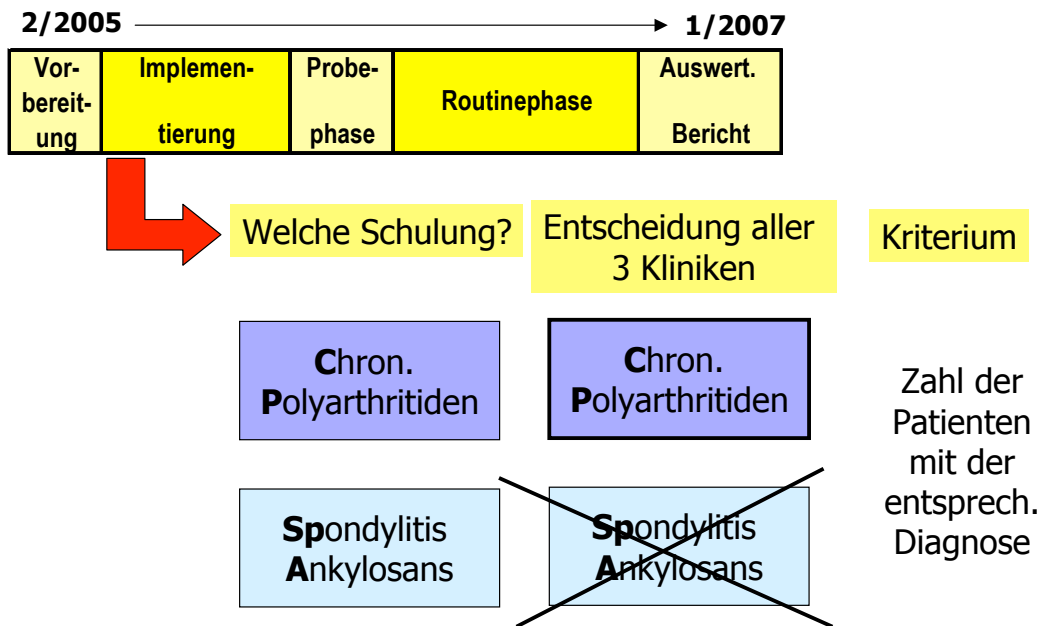 2/2005
1/2007
Vor-
bereit-
ung
Implemen-
tierung
Probe-
phase
Routinephase
Auswert.
Bericht
Welche Schulung?
Entscheidung aller
3 Kliniken
Kriterium
Chron.
Polyarthritiden
Chron.
Polyarthritiden
Zahl der
Patienten
mit der
entsprech.
Diagnose
Spondylitis
Ankylosans
Spondylitis
Ankylosans